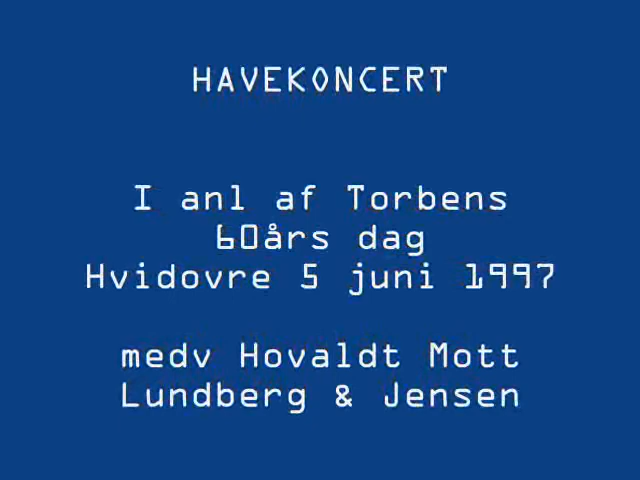 HAVEKONCERT
I anl af Torbens
60års dag
Hvidovre 5 juni 1997
medv Hovaldt Mott
Lundberg & Jensen